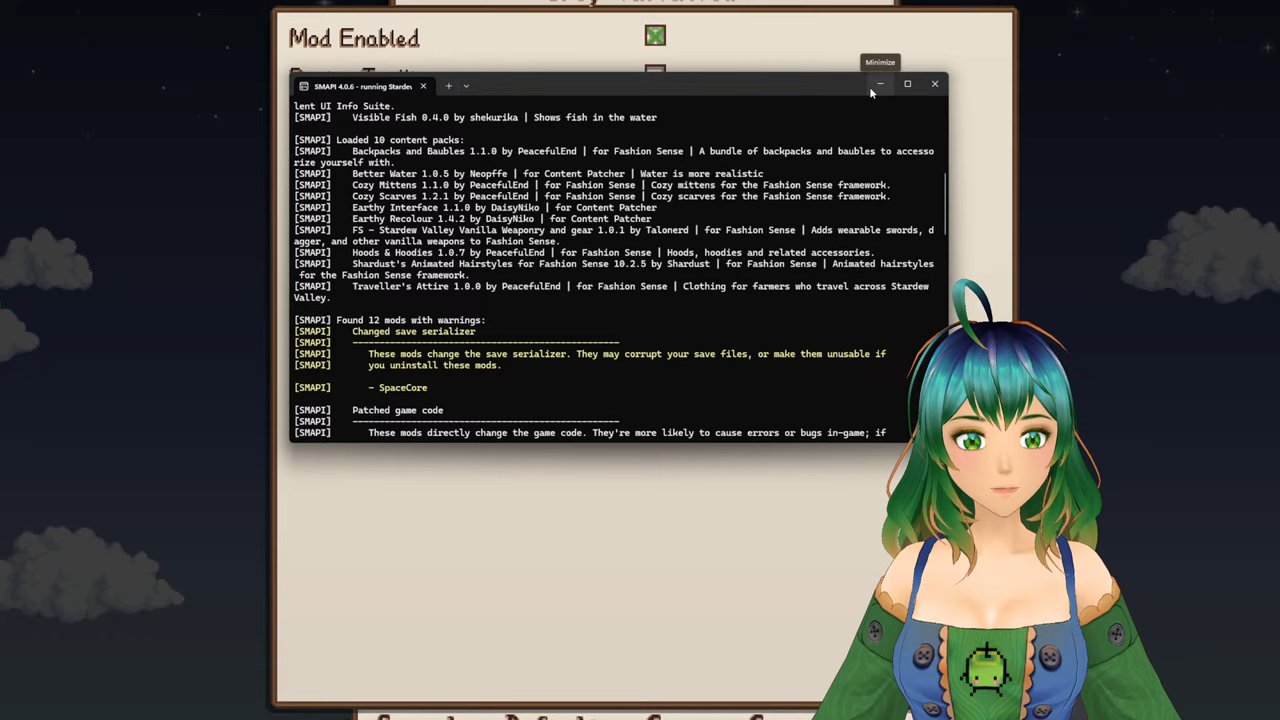 Mod Enabled
Minimize
SMAPI 4.0.6 - running Stardew
lent UI Info Suite.
[SMAPI] Visible Fish 0.4.0 by shekurika | Shows fish in the water
[SMAPI] Loaded 10 content packs:
[SMAPI] Backpacks and Baubles 1.1.0 by PeacefulEnd | for Fashion Sense | A bundle of backpacks and baubles to accesso
rize yourself with.
[SMAPI] Better Water 1.0.5 by Neopffe | for Content Patcher | Water is more realistic
[SMAPI] Cozy Mittens 1.1.0 by PeacefulEnd | for Fashion Sense | Cozy mittens for the Fashion Sense framework.
[SMAPI] Cozy Scarves 1.2.1 by PeacefulEnd | for Fashion Sense | Cozy scarves for the Fashion Sense framework.
[SMAPI] Earthy Interface 1.1.0 by DaisyNiko | for Content Patcher
[SMAPI] Earthy Recolour 1.4.2 by DaisyNiko | for Content Patcher
[SMAPI] FS - Stardew Valley Vanilla Weaponry and gear 1.0.1 by Talonerd | for Fashion Sense | Adds wearable swords, d
agger, and other vanilla weapons to Fashion Sense.
[SMAPI] Hoods & Hoodies 1.0.7 by PeacefulEnd | for Fashion Sense | Hoods, hoodies and related accessories.
[SMAPI] Shardust's Animated Hairstyles for Fashion Sense 10.2.5 by Shardust | for Fashion Sense | Animated hairstyles
for the Fashion Sense framework.
[SMAPI] Traveller's Attire 1.0.0 by PeacefulEnd | for Fashion Sense | Clothing for farmers who travel across Stardew
Valley.
[SMAPI] Found 12 mods with warnings:
[SMAPI] Changed save serializer
[SMAPI] --------------------------------------------------
[SMAPI] These mods change the save serializer. They may corrupt your save files, or make them unusable if
[SMAPI] you uninstall these mods.
[SMAPI] - SpaceCore
[SMAPI] Patched game code
[SMAPI] --------------------------------------------------
[SMAPI] These mods directly change the game code. They're more likely to cause errors or bugs in-game; if